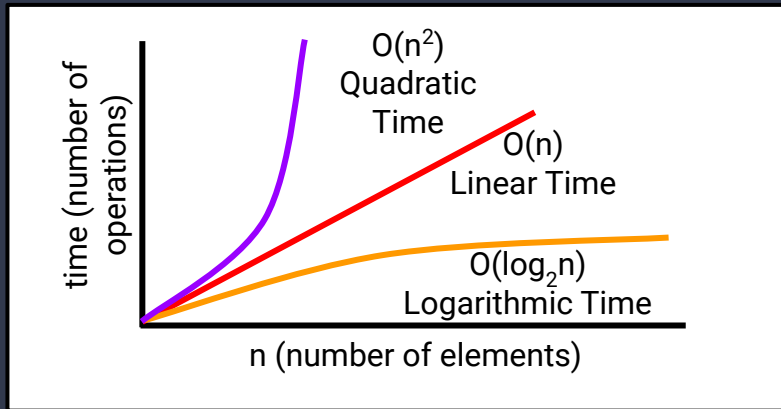 time (number of
operations)
O(n²)
Quadratic
Time
O(n)
Linear Time
O(log₂n)
Logarithmic Time
n (number of elements)